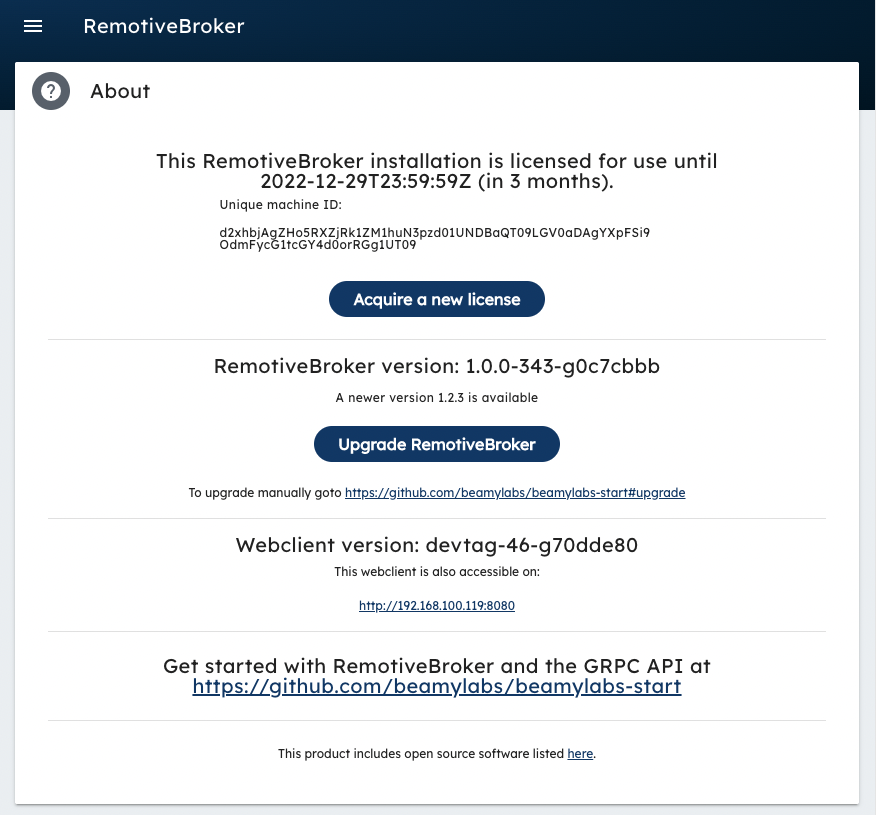 RemotiveBroker
About
This RemotiveBroker installation is licensed for use until
2022-12-29T23:59:59Z (in 3 months).
Unique machine ID:
d2xhbjAgZHo5RXZjRk1ZM1huN3pzd01UNDBaQT09LGV0aDAgYXpFSi9
OdmFycG1tcGY4d0orRGg1UT09
Acquire a new license
RemotiveBroker version: 1.0.0-343-g0c7cbbb
A newer version 1.2.3 is available
Upgrade RemotiveBroker
To upgrade manually goto https://github.com/beamylabs/beamylabs-start#upgrade
Webclient version: devtag-46-g70dde80
This webclient is also accessible on:
http://192.168.100.119:8080
Get started with RemotiveBroker and the GRPC API at
https://github.com/beamylabs/beamylabs-start
This product includes open source software listed here.